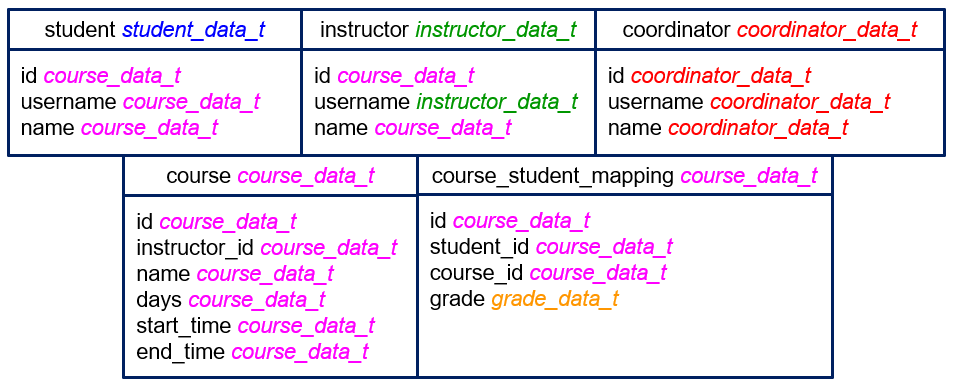 student student_data_t
id course_data_t
username course_data_t
name course_data_t
instructor instructor_data_t
id course_data_t
username instructor_data_t
name course_data_t
coordinator coordinator_data_t
id coordinator_data_t
username coordinator_data_t
name coordinator_data_t
course course_data_t
id course_data_t
instructor_id course_data_t
name course_data_t
days course_data_t
start_time course_data_t
end_time course_data_t
course_student_mapping course_data_t
id course_data_t
student_id course_data_t
course_id course_data_t
grade grade_data_t